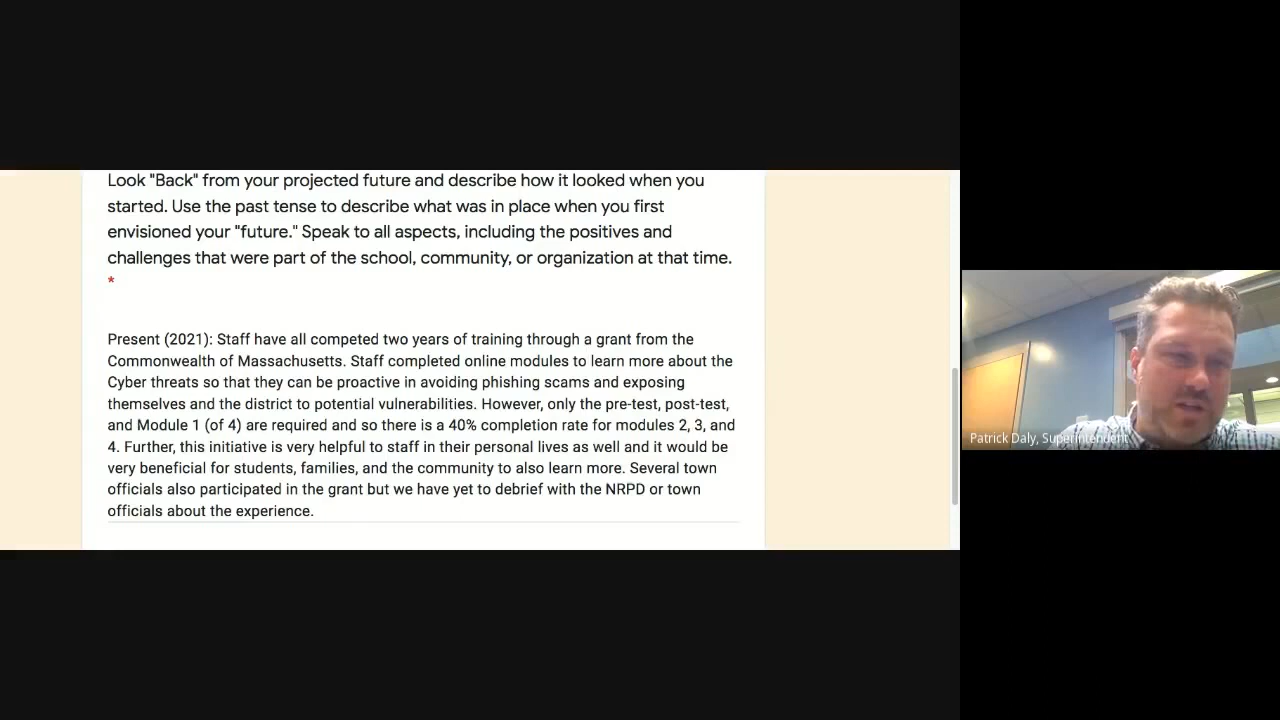 Look "Back" from your projected future and describe how it looked when you
started. Use the past tense to describe what was in place when you first
envisioned your "future." Speak to all aspects, including the positives and
challenges that were part of the school, community, or organization at that time.
*
Present (2021): Staff have all competed two years of training through a grant from the
Commonwealth of Massachusetts. Staff completed online modules to learn more about the
Cyber threats so that they can be proactive in avoiding phishing scams and exposing
themselves and the district to potential vulnerabilities. However, only the pre-test, post-test,
and Module 1 (of 4) are required and so there is a 40% completion rate for modules 2, 3, and
4. Further, this initiative is very helpful to staff in their personal lives as well and it would be
very beneficial for students, families, and the community to also learn more. Several town
officials also participated in the grant but we have yet to debrief with the NRPD or town
officials about the experience.
Patrick Daly, Superintendent